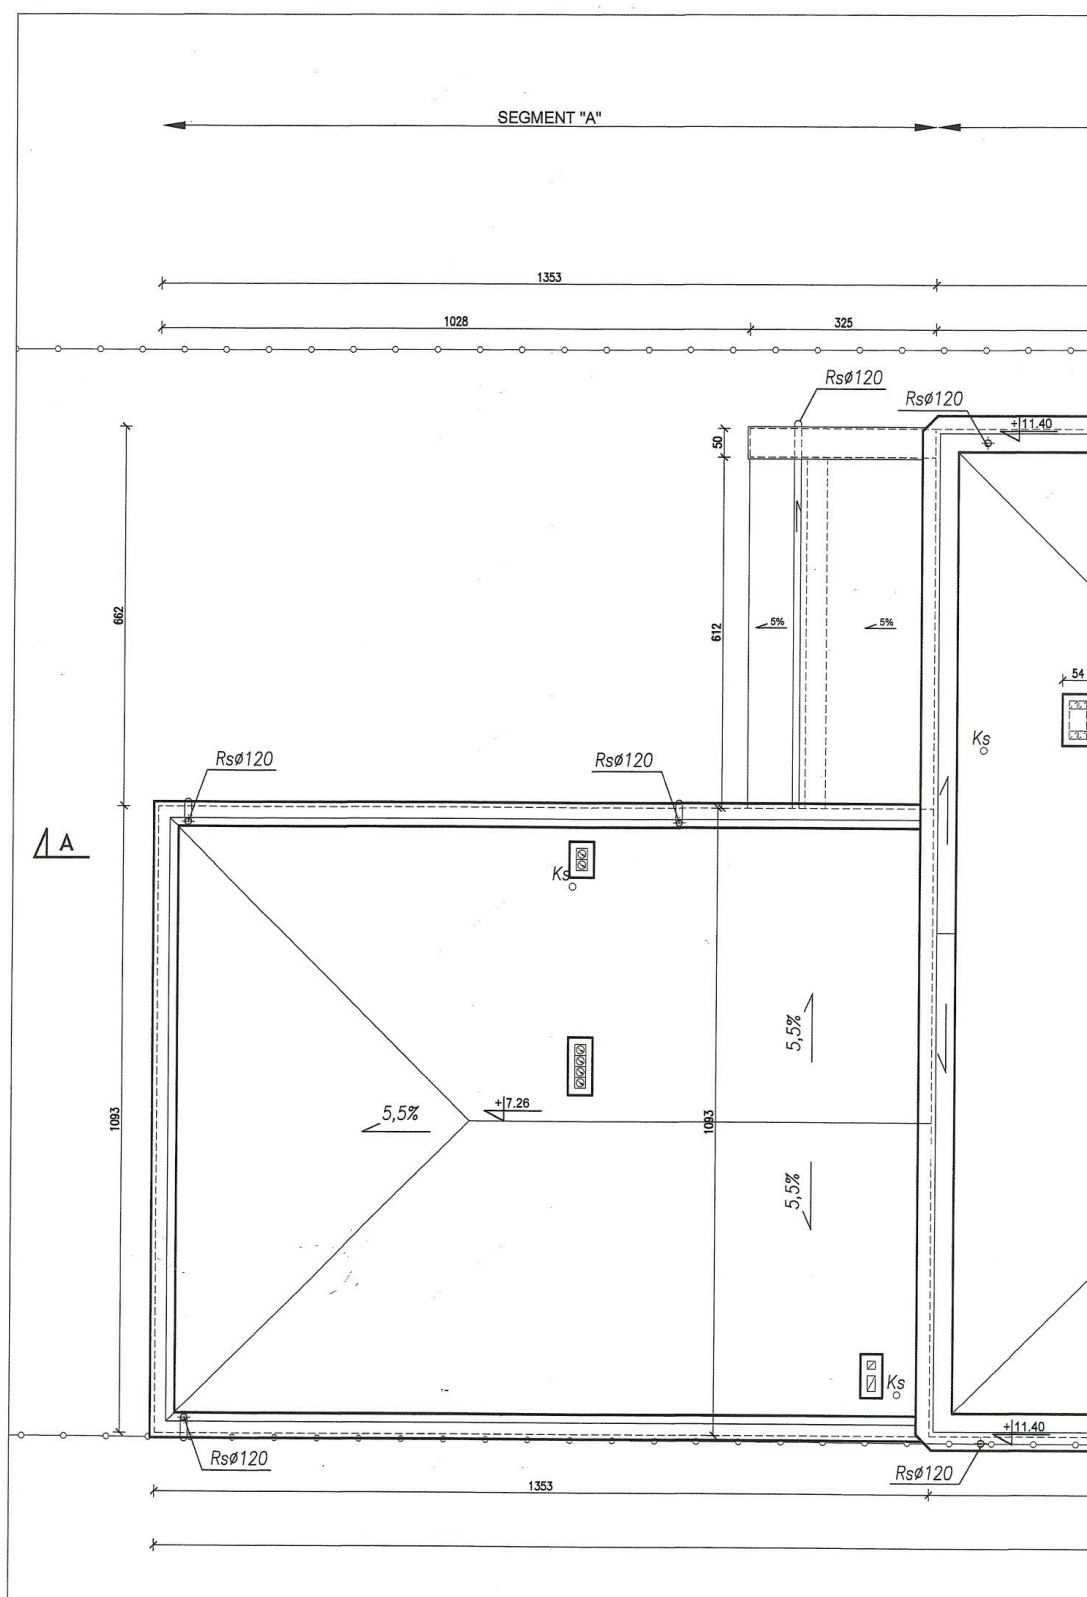 SEGMENT "A"
1353
1028
325
Rsø120
Rsø120
+11.40
50
662
612
5%
5%
54
Ks
Rsø120
Rsø120
A
Ks
5,5%
+7.26
5,5%
1093
1093
5,5%
Ks
+11.40
Rsø120
Rsø120
1353